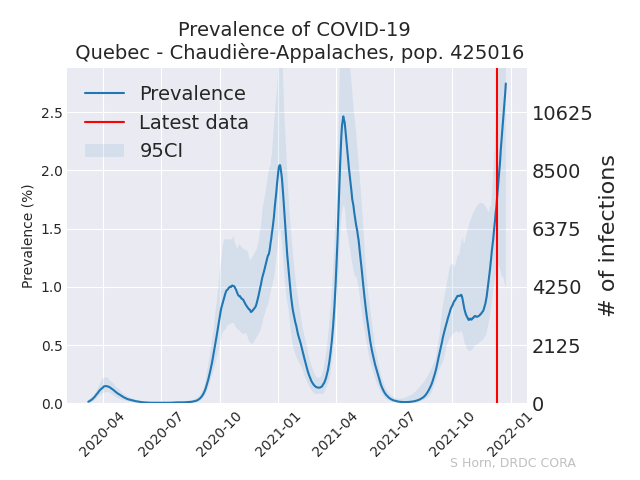 Prevalence of COVID-19
Quebec - Chaudière-Appalaches, pop. 425016
Prevalence
Latest data
95CI
2.5
2.0
1.5
1.0
0.5
0.0
Prevalence (%)
10625
8500
6375
4250
2125
0
# of infections
2020-04
2020-07
2020-10
2021-01
2021-04
2021-07
2021-10
2022-01
S Horn, DRDC CORA